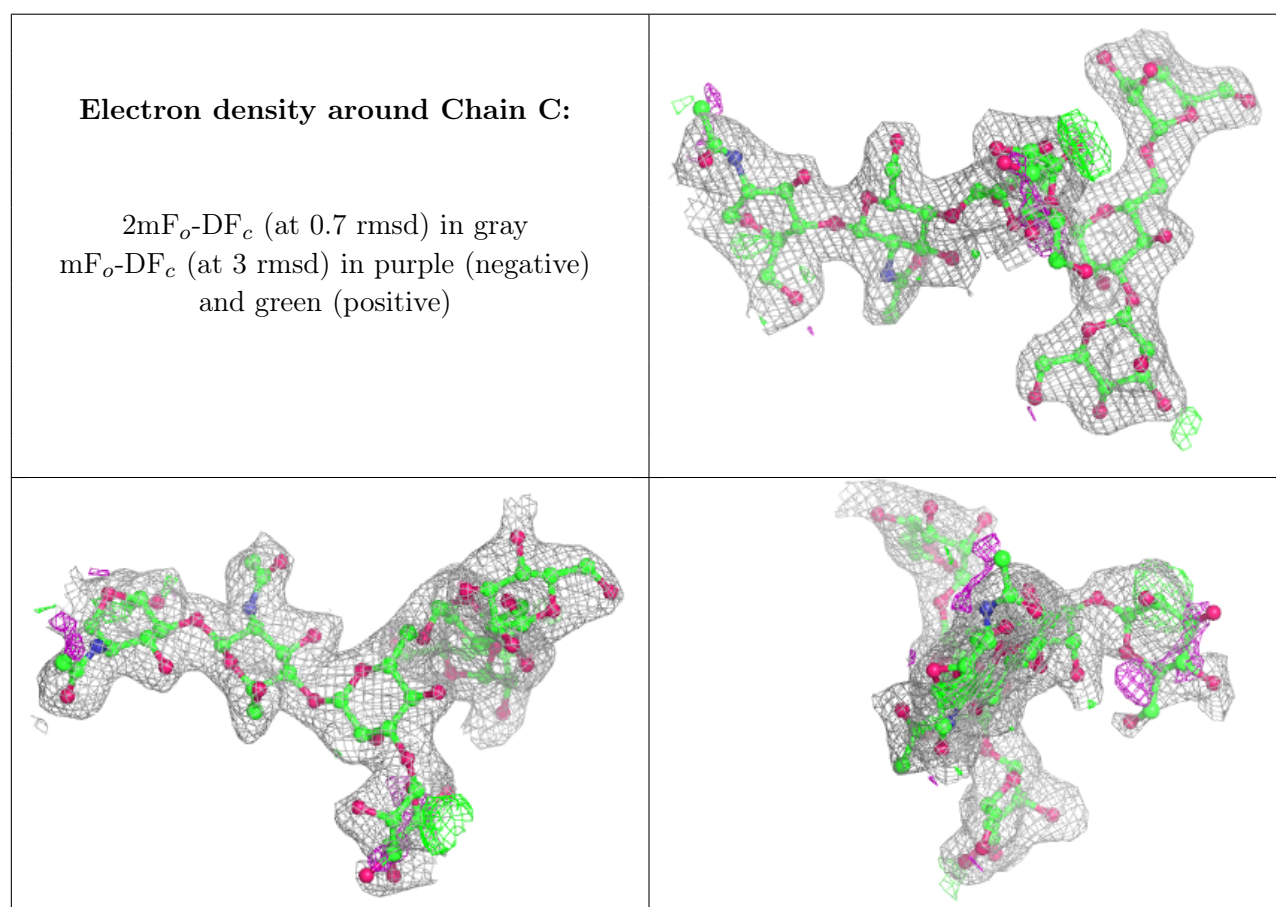 Electron density around Chain C:
2mFo-DFc (at 0.7 rmsd) in gray
mFo-DFc (at 3 rmsd) in purple (negative)
and green (positive)